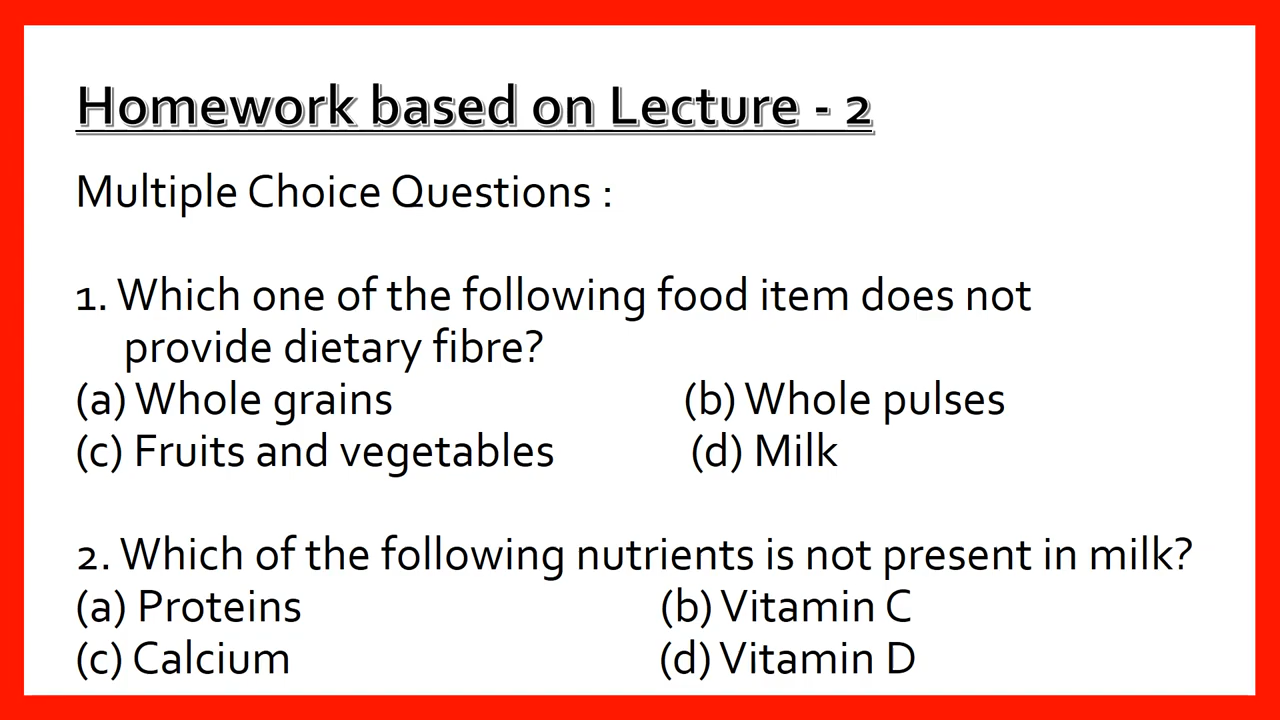 Homework based on Lecture - 2
Multiple Choice Questions :
1. Which one of the following food item does not
provide dietary fibre?
(a) Whole grains (b) Whole pulses
(c) Fruits and vegetables (d) Milk
2. Which of the following nutrients is not present in milk?
(a) Proteins (b) Vitamin C
(c) Calcium (d) Vitamin D